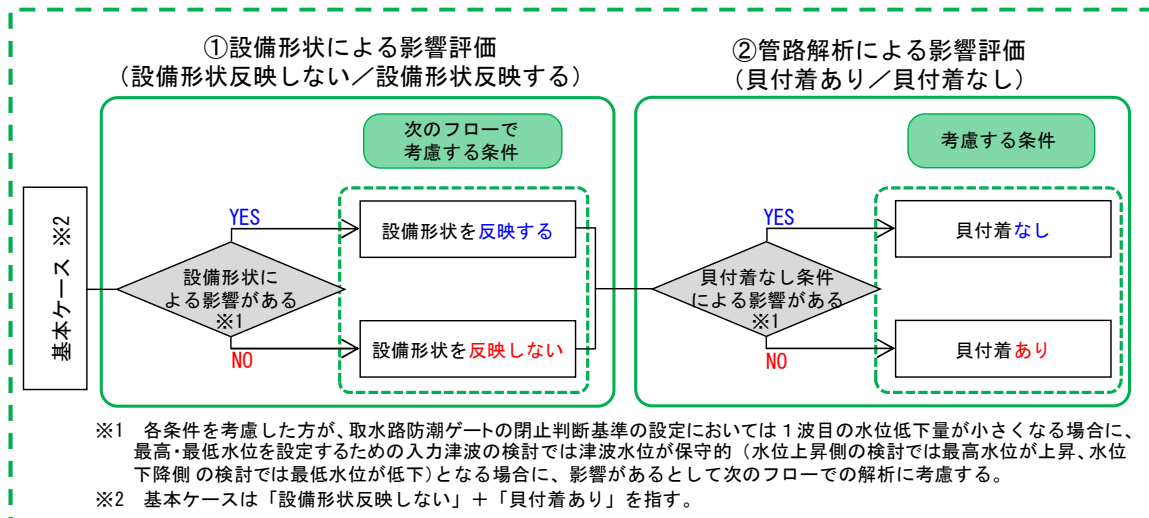 ①設備形状による影響評価
(設備形状反映しない／設備形状反映する)
②管路解析による影響評価
(貝付着あり／貝付着なし)
次のフローで
考慮する条件
考慮する条件
基本ケース ※2
設備形状に
よる影響がある
※1
YES
設備形状を反映する
NO
設備形状を反映しない
貝付着なし条件
による影響がある
※1
YES
貝付着なし
NO
貝付着あり
※1　各条件を考慮した方が、取水路防潮ゲートの閉止判断基準の設定においては１波目の水位低下量が小さくなる場合に、
最高・最低水位を設定するための入力津波の検討では津波水位が保守的（水位上昇側の検討では最高水位が上昇、水位
下降側 の検討では最低水位が低下）となる場合に、影響があるとして次のフローでの解析に考慮する。
※2　基本ケースは「設備形状反映しない」＋「貝付着あり」を指す。